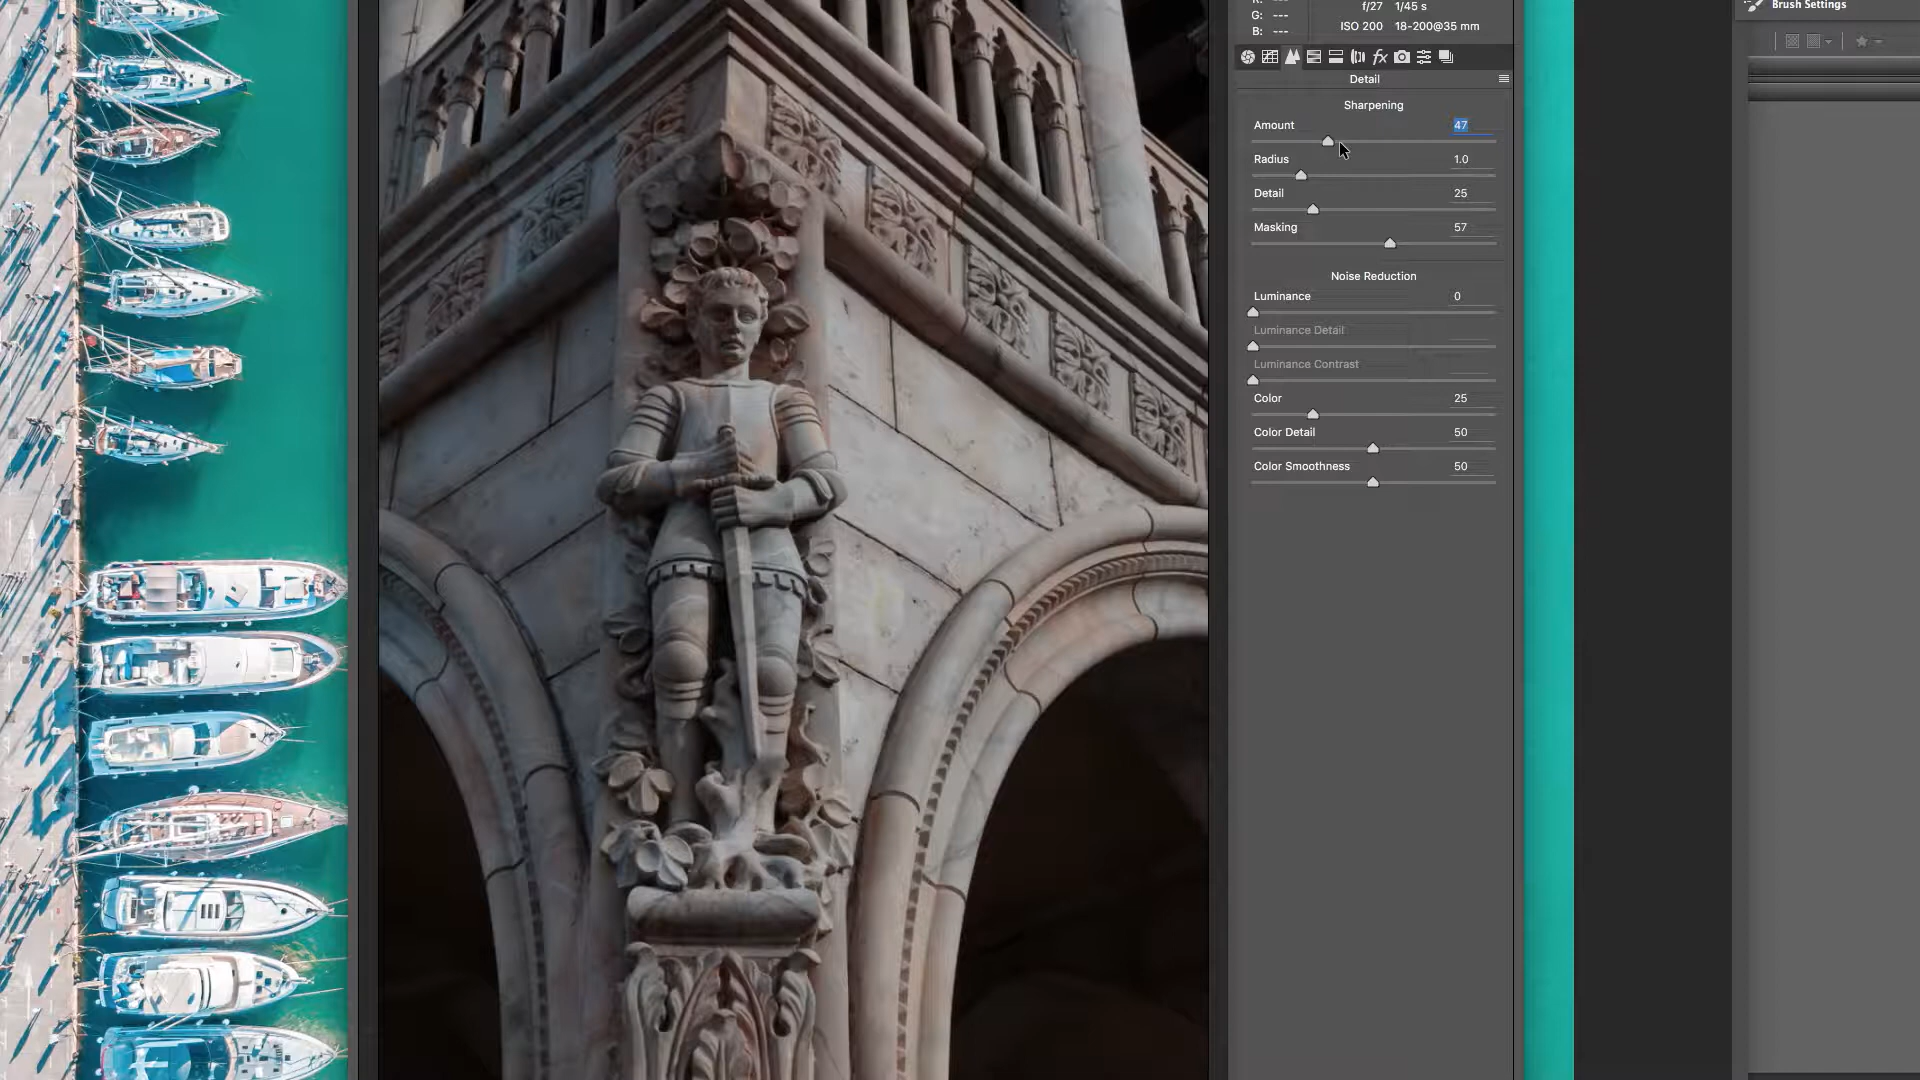 Brush Settings
f/27 1/45 s
G: ---
ISO 200 18-200@35 mm
B: ---
fx
Detail
Sharpening
Amount 47
Radius 1.0
Detail 25
Masking 57
Noise Reduction
Luminance 0
Luminance Detail
Luminance Contrast
Color 25
Color Detail 50
Color Smoothness 50